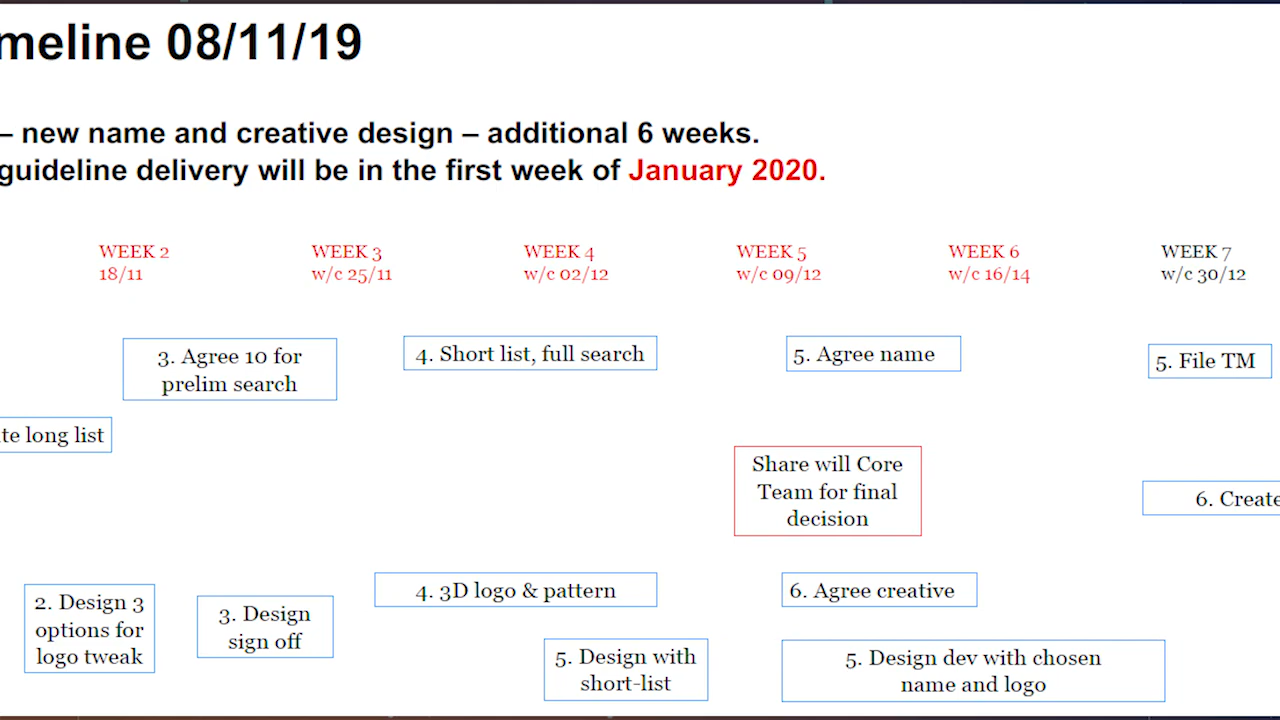 meline 08/11/19
– new name and creative design – additional 6 weeks.
guideline delivery will be in the first week of January 2020.
WEEK 2
18/11
WEEK 3
w/c 25/11
WEEK 4
w/c 02/12
WEEK 5
w/c 09/12
WEEK 6
w/c 16/14
WEEK 7
w/c 30/12
3. Agree 10 for
prelim search
4. Short list, full search
5. Agree name
5. File TM
te long list
Share will Core
Team for final
decision
6. Create
2. Design 3
options for
logo tweak
3. Design
sign off
4. 3D logo & pattern
6. Agree creative
5. Design with
short-list
5. Design dev with chosen
name and logo